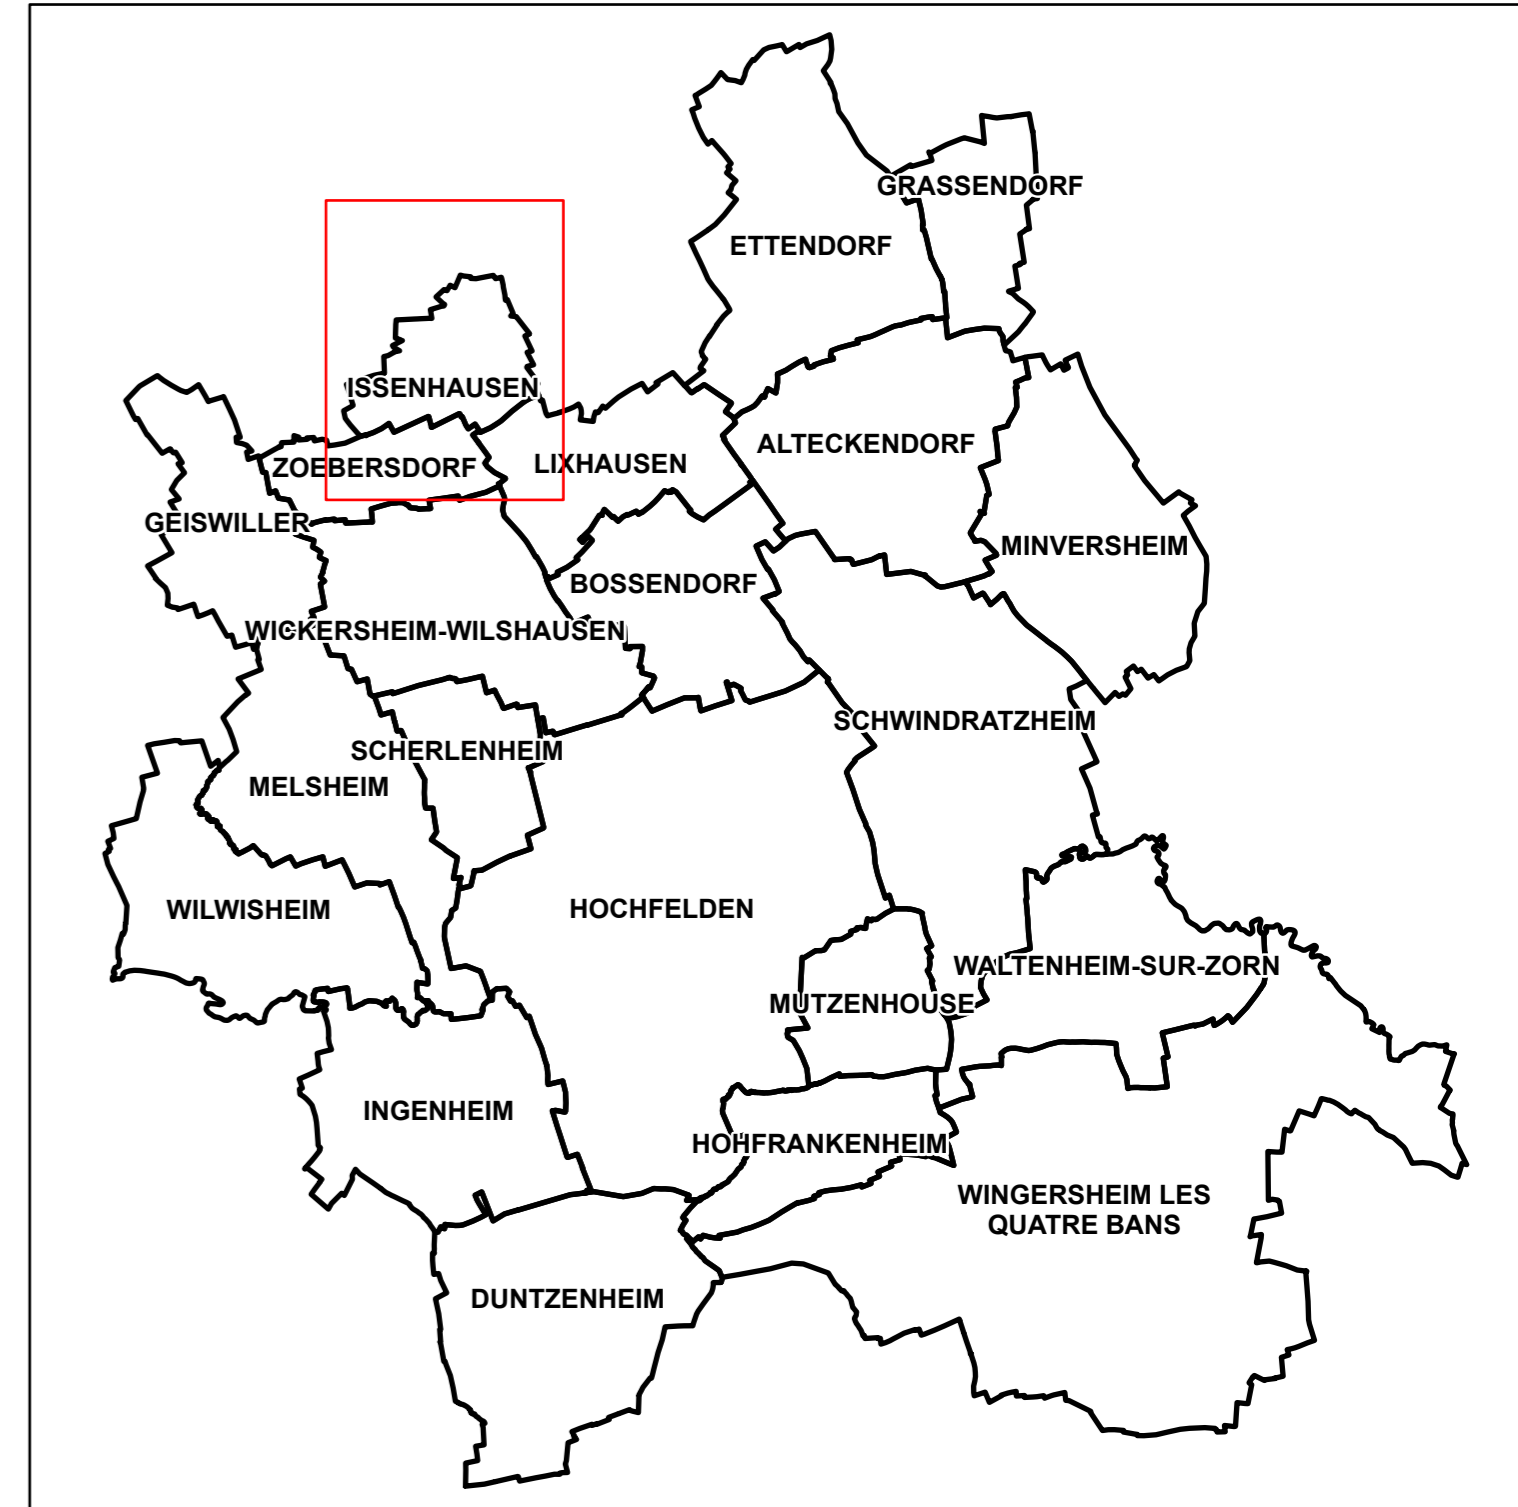 GRASSENDORF
ETTENDORF
ISSENHAUSEN
ALTECKENDORF
LIXHAUSEN
ZOEBERSDORF
GEISWILLER
MINVERSHEIM
BOSSENDORF
WICKERSHEIM-WILSHAUSEN
SCHWINDRATZHEIM
SCHERLENHEIM
MELSHEIM
WILWISHEIM
HOCHFELDEN
WALTENHEIM-SUR-ZORN
MUTZENHOUSE
INGENHEIM
HOHFRANKENHEIM
WINGERSHEIM LES
QUATRE BANS
DUNTZENHEIM